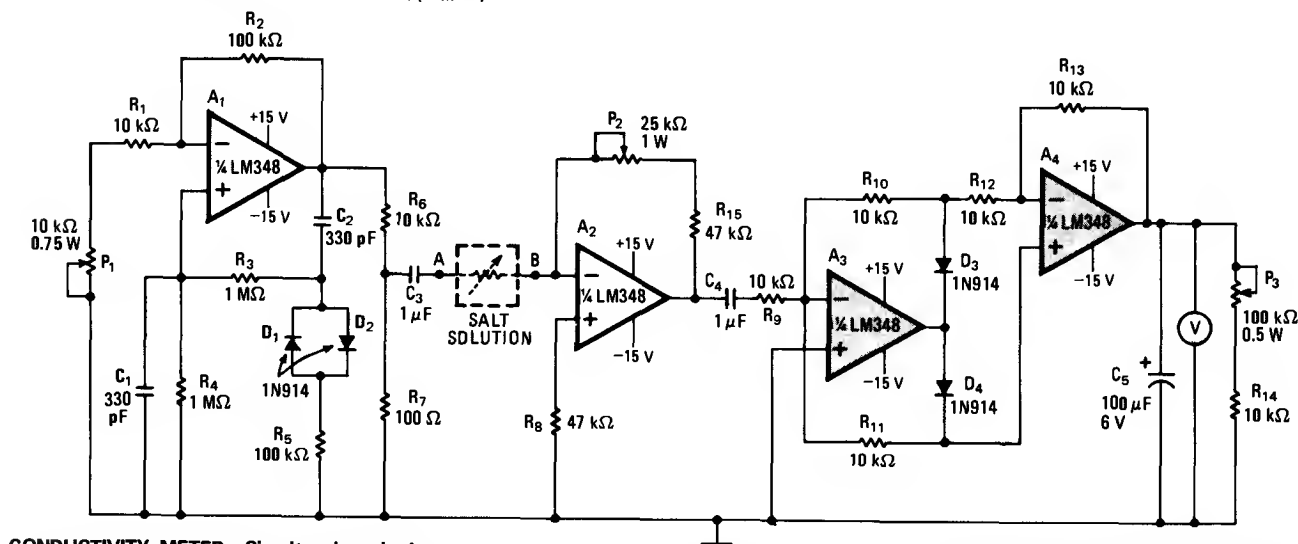 R2
100 kΩ
R1
10 kΩ
A1
+15 V
−
¼ LM348
+
−15 V
10 kΩ
0.75 W
P1
C2
330 pF
R3
1 MΩ
D1
D2
1N914
C1
330
pF
R4
1 MΩ
R5
100 kΩ
R6
10 kΩ
R7
100 Ω
C3
1 μF
A
B
SALT
SOLUTION
P2
25 kΩ
1 W
A2
+15 V
−
¼ LM348
+
−15 V
R15
47 kΩ
R8
47 kΩ
C4
1 μF
10 kΩ
R9
R10
10 kΩ
A3
+15 V
−
¼ LM348
+
−15 V
R11
10 kΩ
R12
10 kΩ
D3
1N914
D4
1N914
R13
10 kΩ
A4
+15 V
−
¼ LM348
+
−15 V
+
C5
100 μF
6 V
V
P3
100 kΩ
0.5 W
R14
10 kΩ